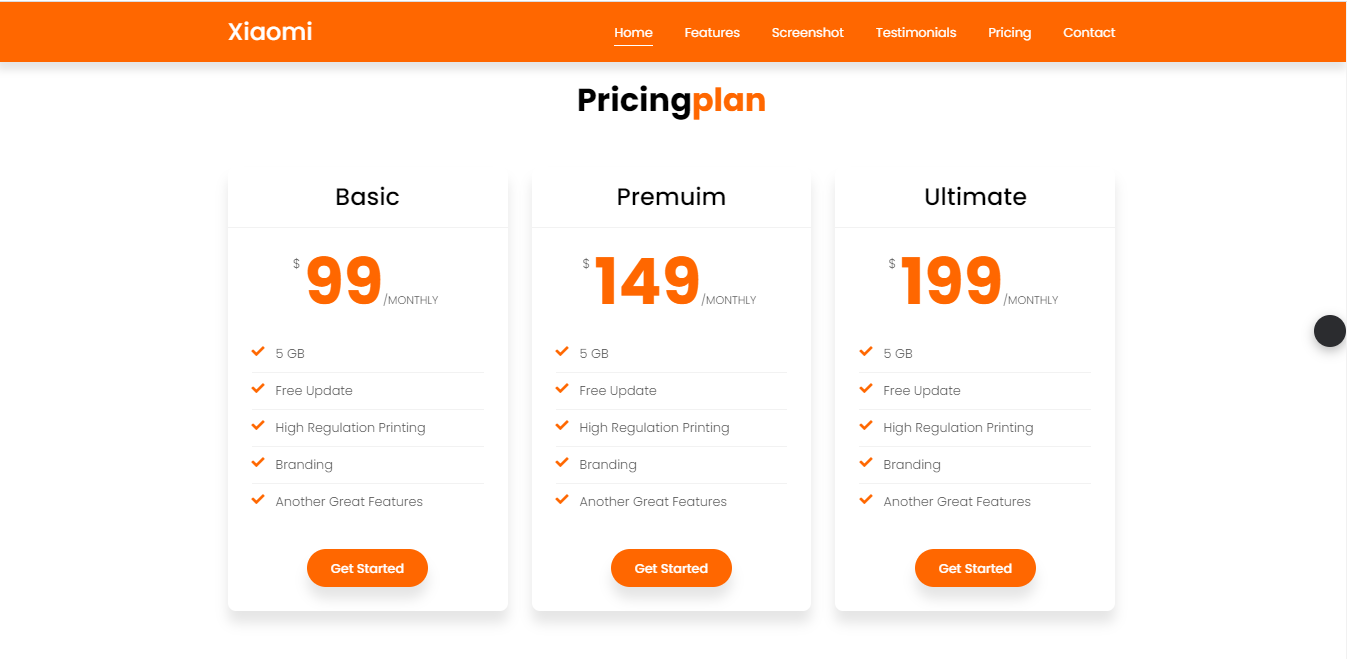 Xiaomi
Home Features Screenshot Testimonials Pricing Contact
Pricingplan
Basic
$ 99 /MONTHLY
5 GB
Free Update
High Regulation Printing
Branding
Another Great Features
Get Started
Premuim
$ 149 /MONTHLY
5 GB
Free Update
High Regulation Printing
Branding
Another Great Features
Get Started
Ultimate
$ 199 /MONTHLY
5 GB
Free Update
High Regulation Printing
Branding
Another Great Features
Get Started